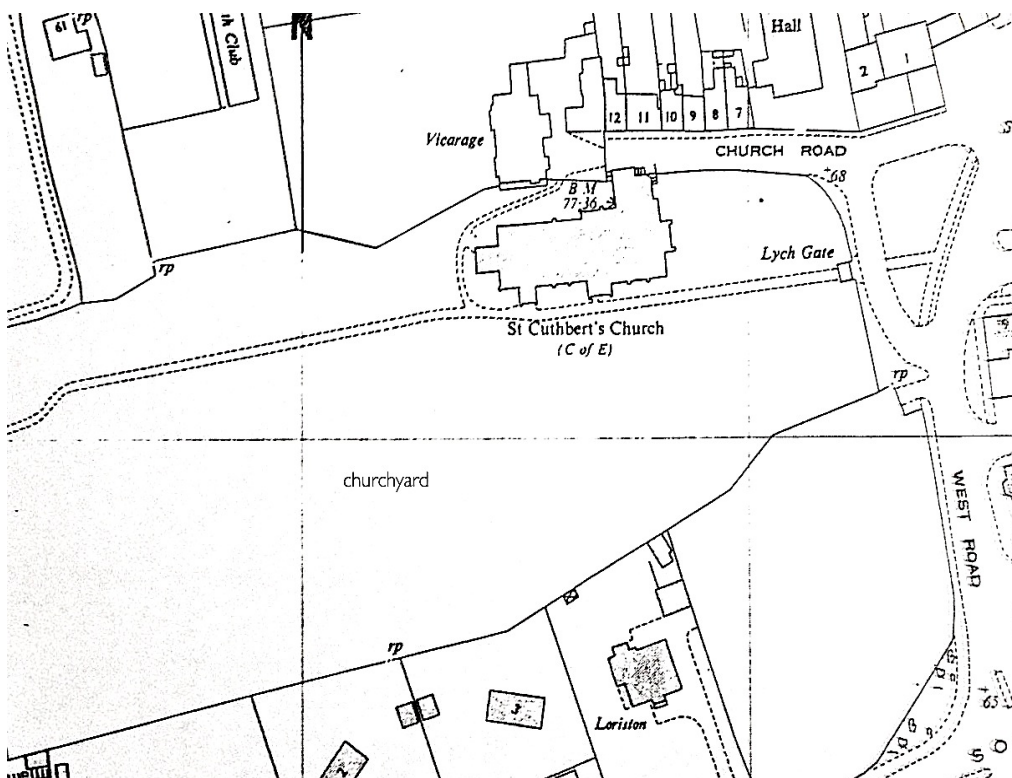 61
rp
Club
Hall
2
1
12
11
10
9
8
7
Vicarage
CHURCH ROAD
B M
77·36
+68
Lych Gate
rp
St Cuthbert's Church
(C of E)
rp
churchyard
WEST ROAD
rp
3
Loriston
+65
2